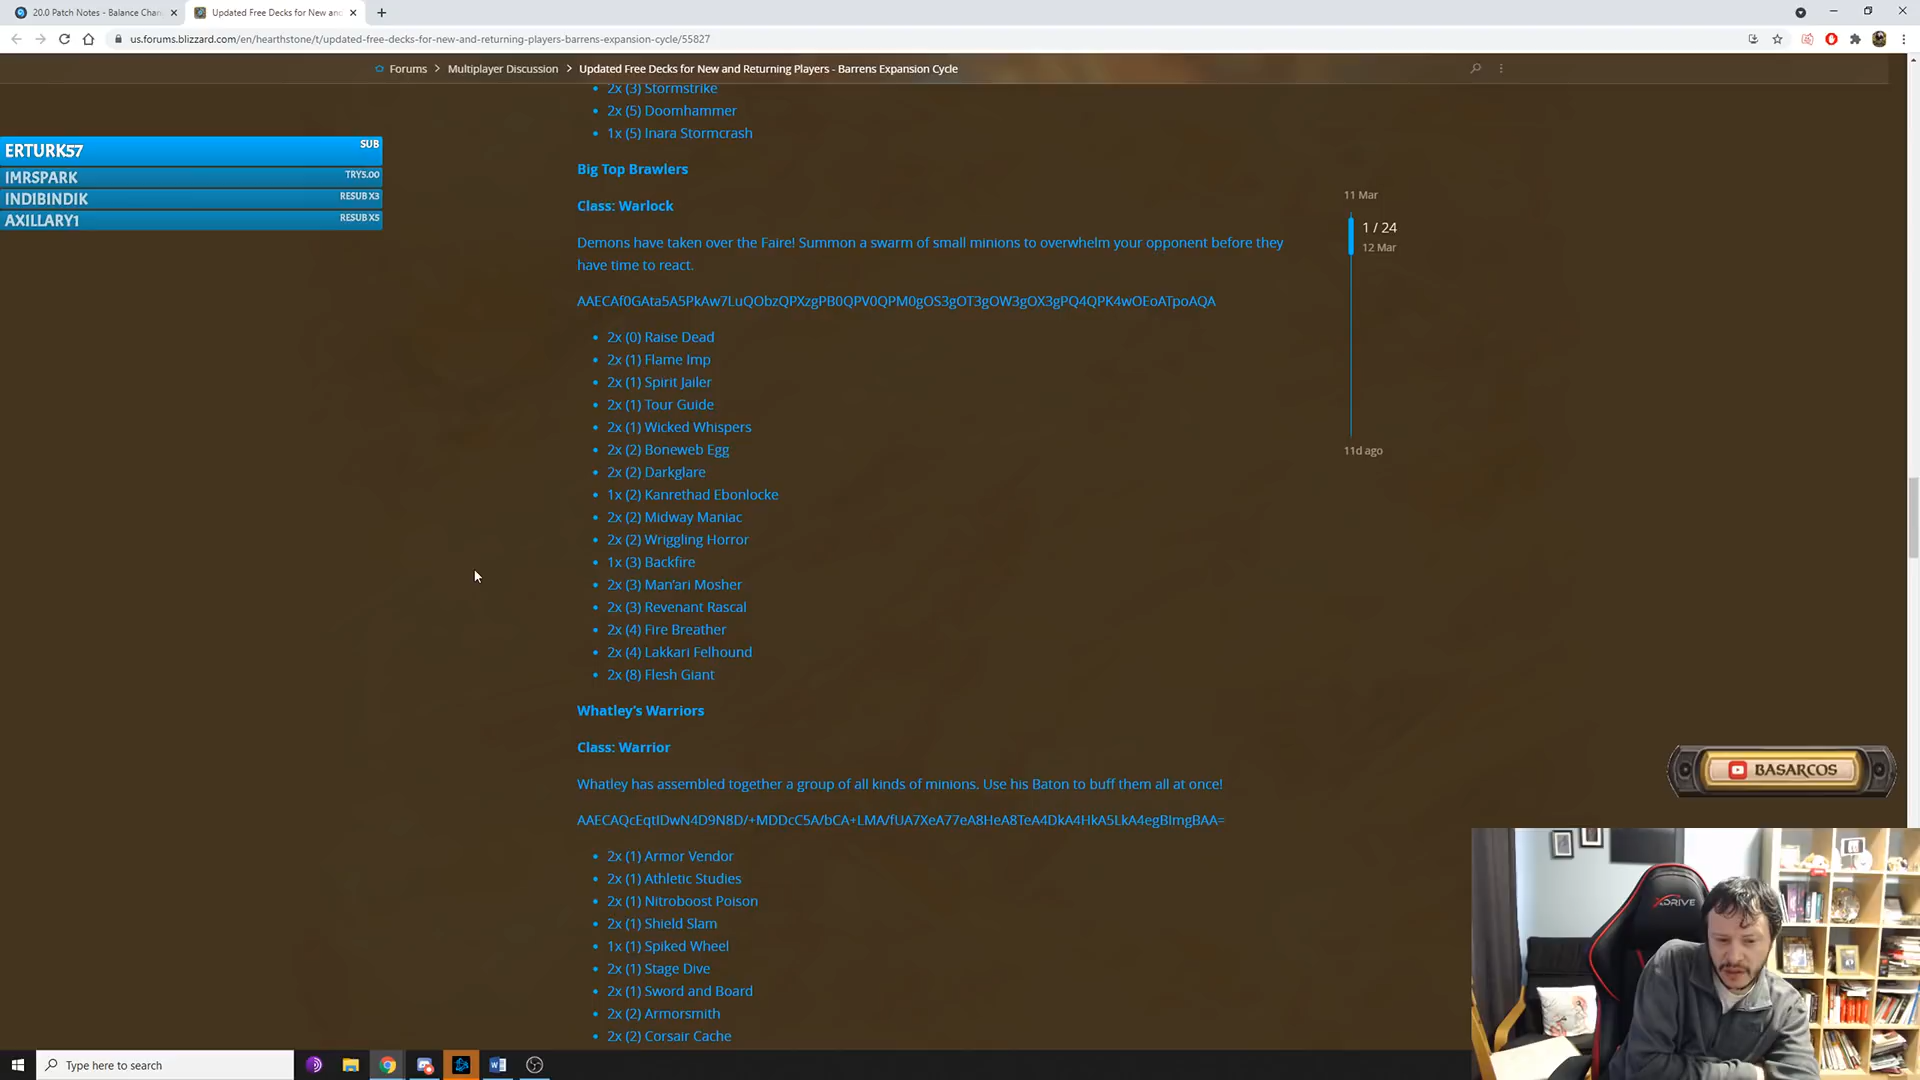 20.0 Patch Notes - Balance Chan
Updated Free Decks for New and
us.forums.blizzard.com/en/hearthstone/t/updated-free-decks-for-new-and-returning-players-barrens-expansion-cycle/55827
Forums > Multiplayer Discussion > Updated Free Decks for New and Returning Players - Barrens Expansion Cycle
2x (3) Stormstrike
2x (5) Doomhammer
1x (5) Inara Stormcrash
ERTURK57 SUB
IMRSPARK TRY5.00
INDIBINDIK RESUB X3
AXILLARY1 RESUB X5
Big Top Brawlers
Class: Warlock
Demons have taken over the Faire! Summon a swarm of small minions to overwhelm your opponent before they
have time to react.
AAECAf0GAta5A5PkAw7LuQObzQPXzgPB0QPV0QPM0gOS3gOT3gOW3gOX3gPQ4QPK4wOEoATpoAQA
2x (0) Raise Dead
2x (1) Flame Imp
2x (1) Spirit Jailer
2x (1) Tour Guide
2x (1) Wicked Whispers
2x (2) Boneweb Egg
2x (2) Darkglare
1x (2) Kanrethad Ebonlocke
2x (2) Midway Maniac
2x (2) Wriggling Horror
1x (3) Backfire
2x (3) Man'ari Mosher
2x (3) Revenant Rascal
2x (4) Fire Breather
2x (4) Lakkari Felhound
2x (8) Flesh Giant
11 Mar
1 / 24
12 Mar
11d ago
Whatley's Warriors
Class: Warrior
Whatley has assembled together a group of all kinds of minions. Use his Baton to buff them all at once!
AAECAQcEqtIDwN4D9N8D/+MDDcC5A/bCA+LMA/fUA7XeA77eA8HeA8TeA4DkA4HkA5LkA4egBImgBAA=
2x (1) Armor Vendor
2x (1) Athletic Studies
2x (1) Nitroboost Poison
2x (1) Shield Slam
1x (1) Spiked Wheel
2x (1) Stage Dive
2x (1) Sword and Board
2x (2) Armorsmith
2x (2) Corsair Cache
BASARCOS
XDRIVE
Type here to search